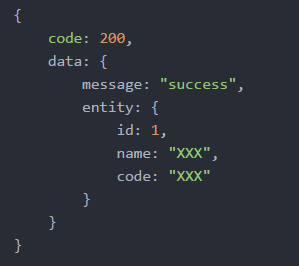 {
    code: 200,
    data: {
        message: "success",
        entity: {
            id: 1,
            name: "XXX",
            code: "XXX"
        }
    }
}